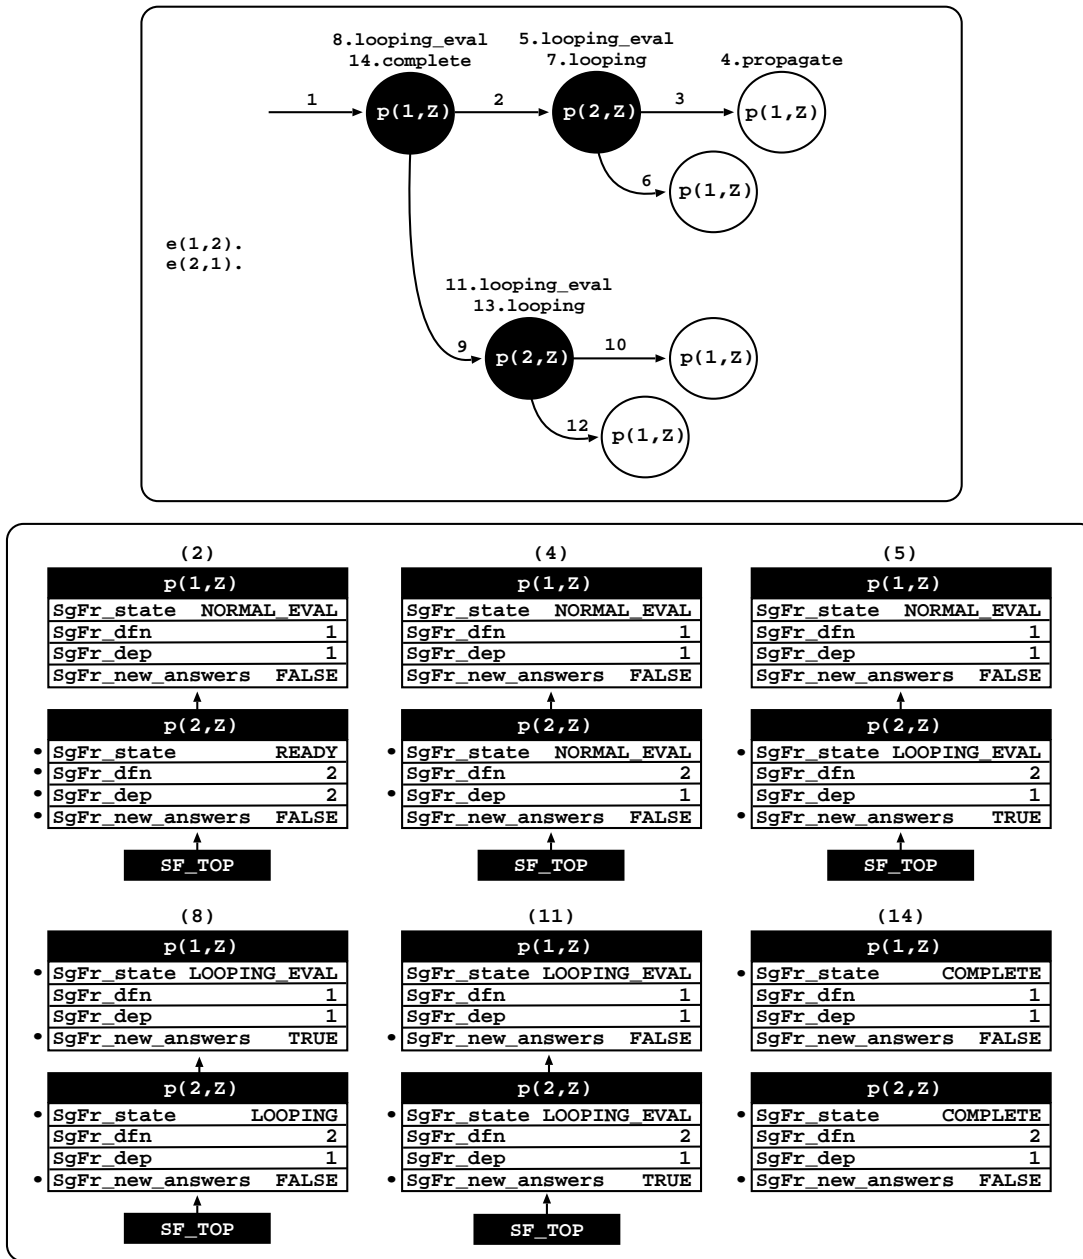 8.looping_eval 5.looping_eval
14.complete 7.looping 4.propagate
1 p(1,Z) 2 p(2,Z) 3 p(1,Z)
6 p(1,Z)
e(1,2).
e(2,1).
11.looping_eval
13.looping
9 p(2,Z) 10 p(1,Z)
12 p(1,Z)
(2) (4) (5)
p(1,Z) p(1,Z) p(1,Z)
SgFr_state NORMAL_EVAL SgFr_state NORMAL_EVAL SgFr_state NORMAL_EVAL
SgFr_dfn 1 SgFr_dfn 1 SgFr_dfn 1
SgFr_dep 1 SgFr_dep 1 SgFr_dep 1
SgFr_new_answers FALSE SgFr_new_answers FALSE SgFr_new_answers FALSE
p(2,Z) p(2,Z) p(2,Z)
• SgFr_state READY • SgFr_state NORMAL_EVAL • SgFr_state LOOPING_EVAL
• SgFr_dfn 2 SgFr_dfn 2 SgFr_dfn 2
• SgFr_dep 2 • SgFr_dep 1 SgFr_dep 1
• SgFr_new_answers FALSE SgFr_new_answers FALSE • SgFr_new_answers TRUE
SF_TOP SF_TOP SF_TOP
(8) (11) (14)
p(1,Z) p(1,Z) p(1,Z)
• SgFr_state LOOPING_EVAL SgFr_state LOOPING_EVAL • SgFr_state COMPLETE
SgFr_dfn 1 SgFr_dfn 1 SgFr_dfn 1
SgFr_dep 1 SgFr_dep 1 SgFr_dep 1
• SgFr_new_answers TRUE • SgFr_new_answers FALSE SgFr_new_answers FALSE
p(2,Z) p(2,Z) p(2,Z)
• SgFr_state LOOPING • SgFr_state LOOPING_EVAL • SgFr_state COMPLETE
SgFr_dfn 2 SgFr_dfn 2 SgFr_dfn 2
SgFr_dep 1 SgFr_dep 1 SgFr_dep 1
• SgFr_new_answers FALSE • SgFr_new_answers TRUE • SgFr_new_answers FALSE
SF_TOP SF_TOP